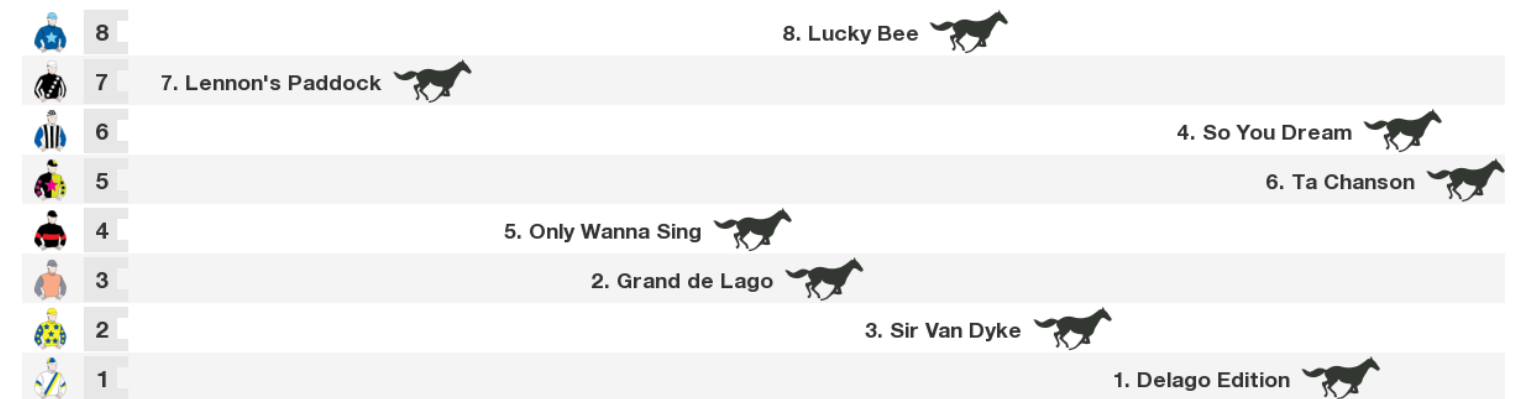 8 8. Lucky Bee
7 7. Lennon's Paddock
6 4. So You Dream
5 6. Ta Chanson
4 5. Only Wanna Sing
3 2. Grand de Lago
2 3. Sir Van Dyke
1 1. Delago Edition